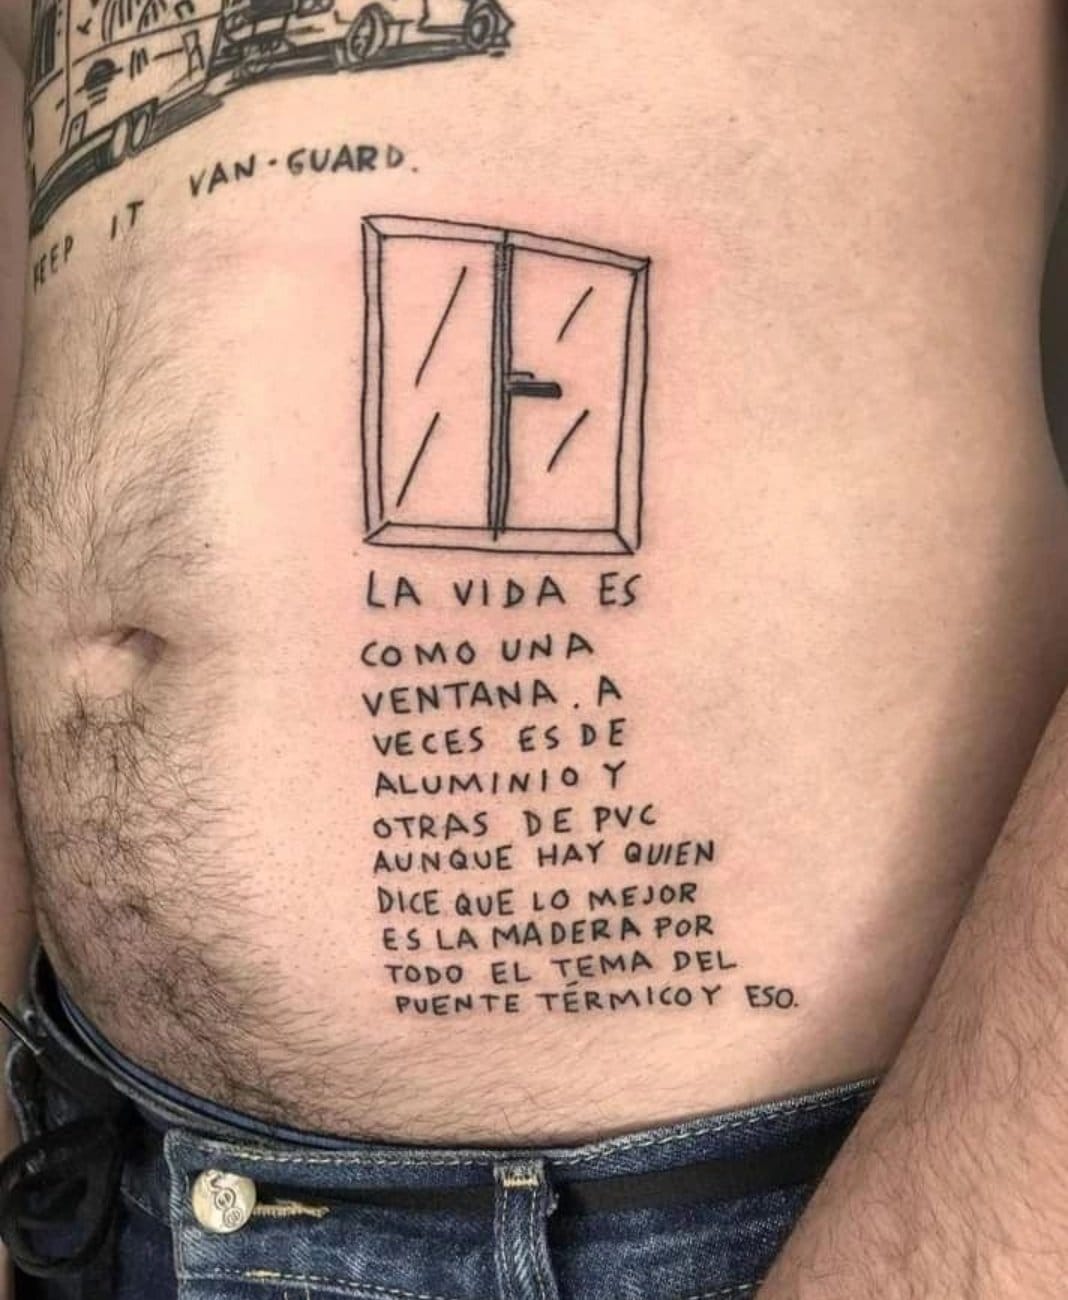 KEEP IT VAN-GUARD.
LA VIDA ES
COMO UNA
VENTANA. A
VECES ES DE
ALUMINIO Y
OTRAS DE PVC
AUNQUE HAY QUIEN
DICE QUE LO MEJOR
ES LA MADERA POR
TODO EL TEMA DEL
PUENTE TÉRMICO Y ESO.